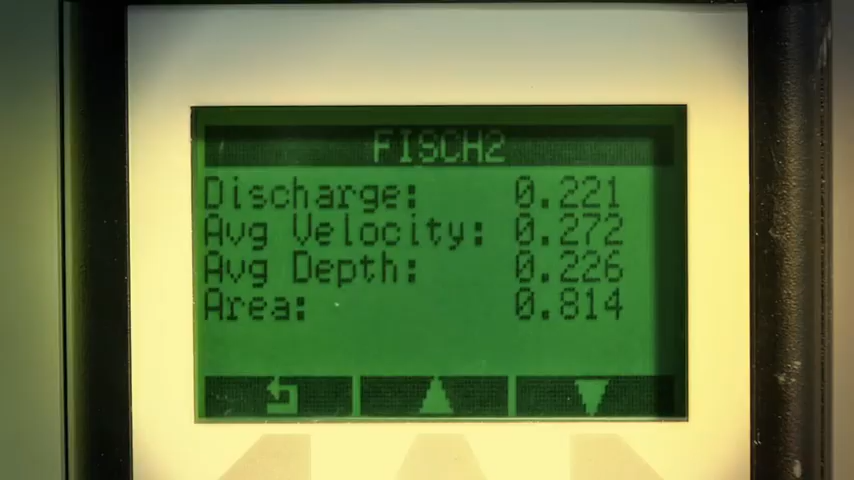 FISCH2
Discharge: 0.221
Avg Velocity: 0.272
Avg Depth: 0.226
Area: 0.814